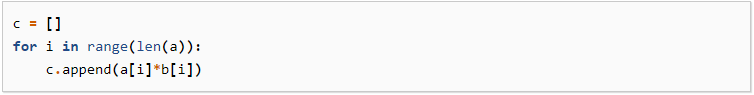 c = []
for i in range(len(a)):
    c.append(a[i]*b[i])